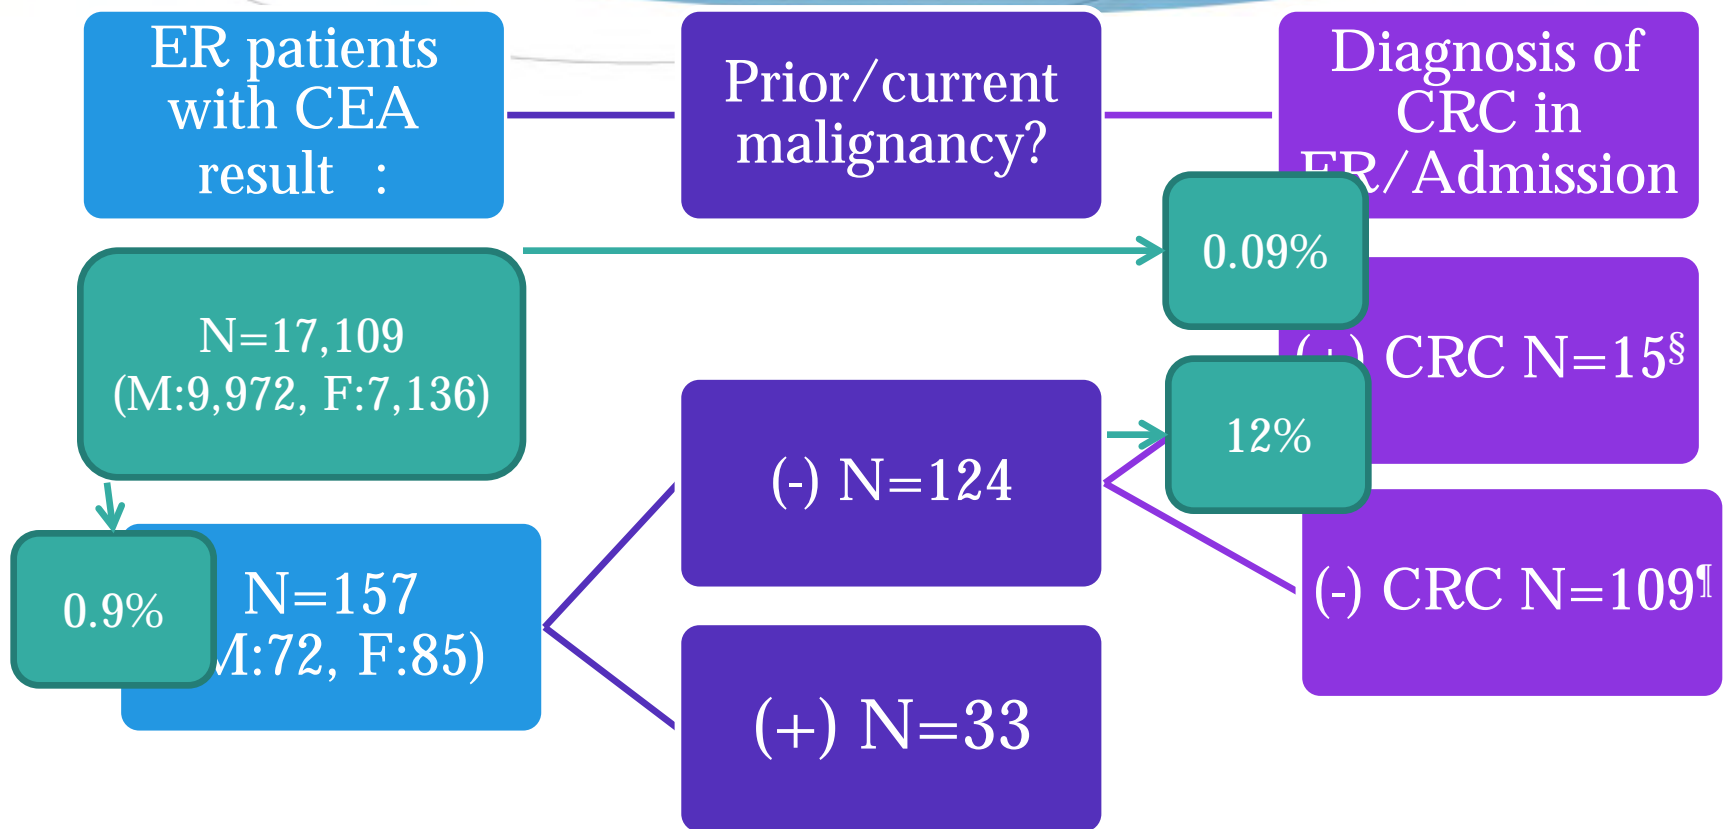 ER patients
with CEA
result :
Prior/current
malignancy?
Diagnosis of
CRC in
ER/Admission
N=17,109
(M:9,972, F:7,136)
0.09%
(+) CRC N=15§
12%
(-) N=124
(-) CRC N=109¶
0.9%
N=157
M:72, F:85)
(+) N=33